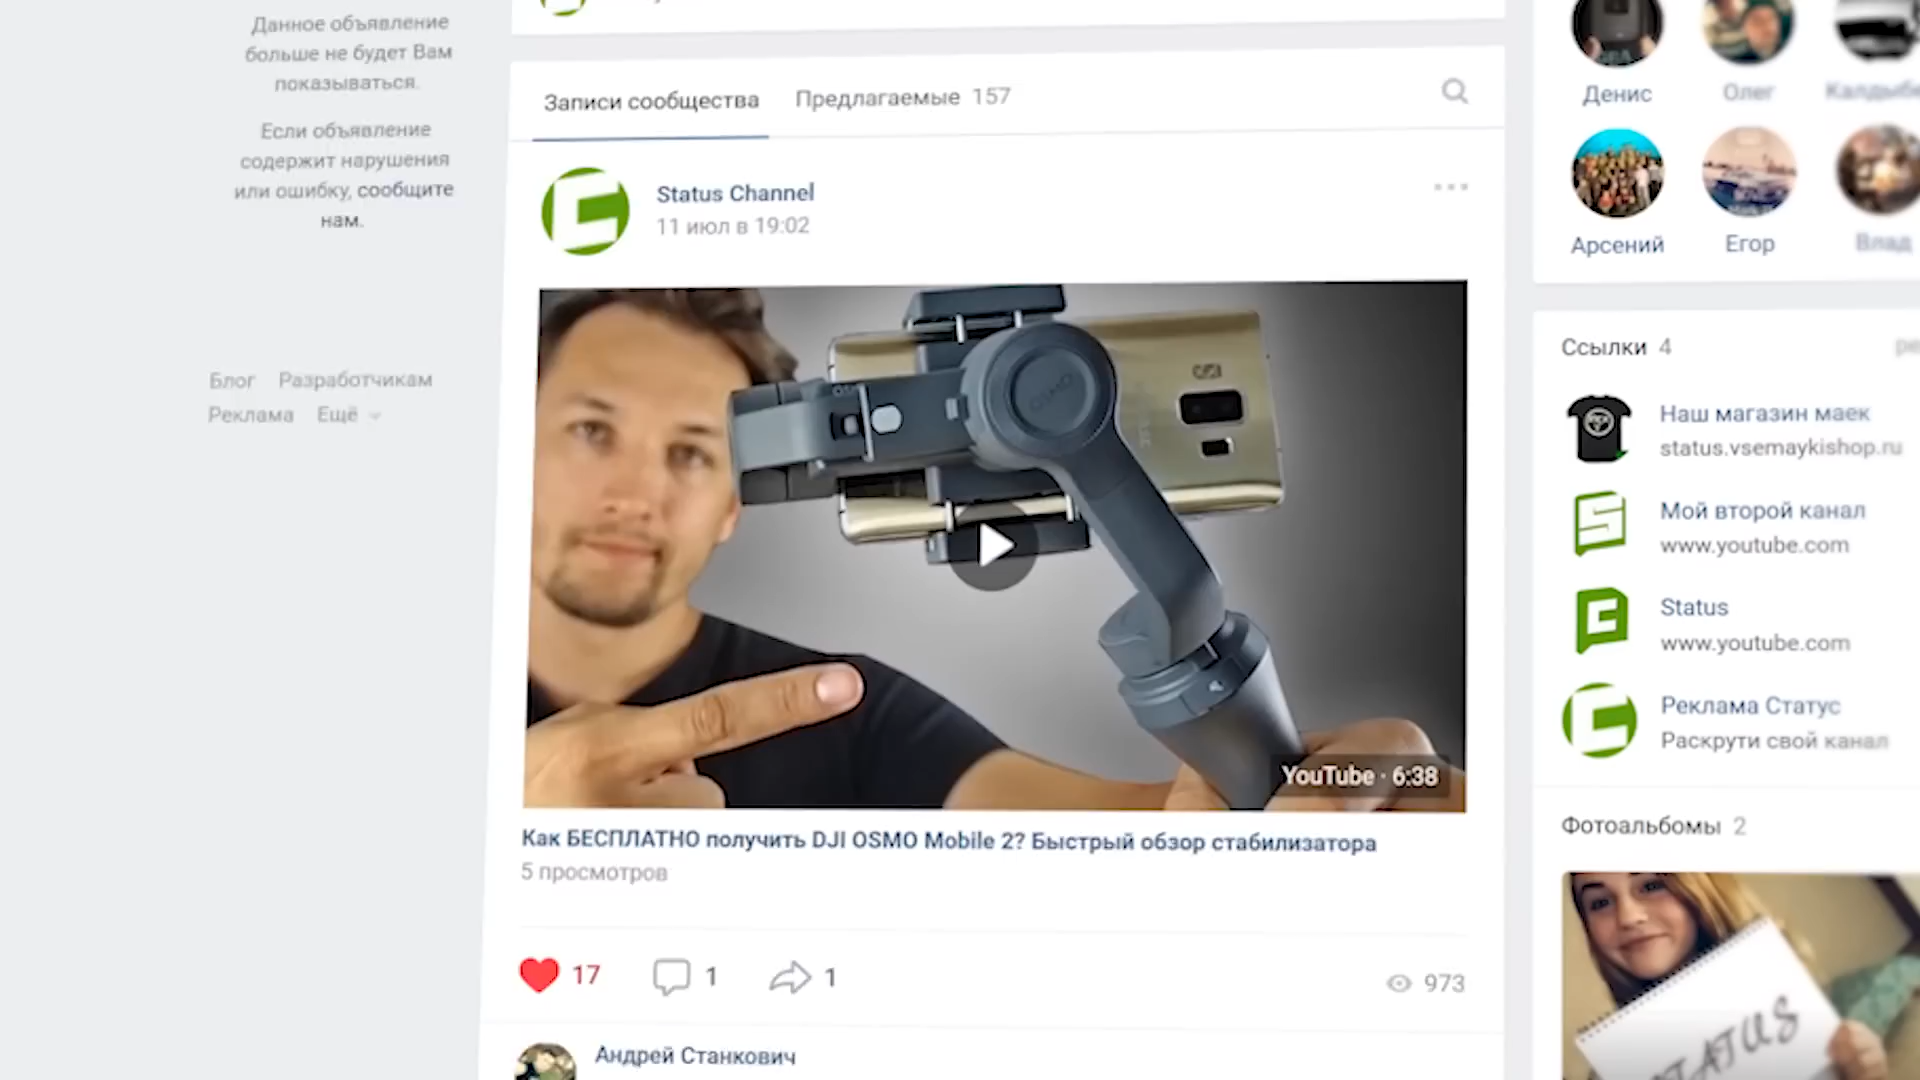 Данное объявление
больше не будет Вам
показываться.
Если объявление
содержит нарушения
или ошибку, сообщите
нам.
Блог Разработчикам
Реклама Ещё
Записи сообщества Предлагаемые 157
Status Channel
11 июл в 19:02
OSMO
YouTube · 6:38
Как БЕСПЛАТНО получить DJI OSMO Mobile 2? Быстрый обзор стабилизатора
5 просмотров
17 1 1 973
Андрей Станкович
Денис Олег
Арсений Егор Влад
Ссылки 4
Наш магазин маек
status.vsemaykishop.ru
Мой второй канал
www.youtube.com
Status
www.youtube.com
Реклама Статус
Раскрути свой канал
Фотоальбомы 2
STATUS